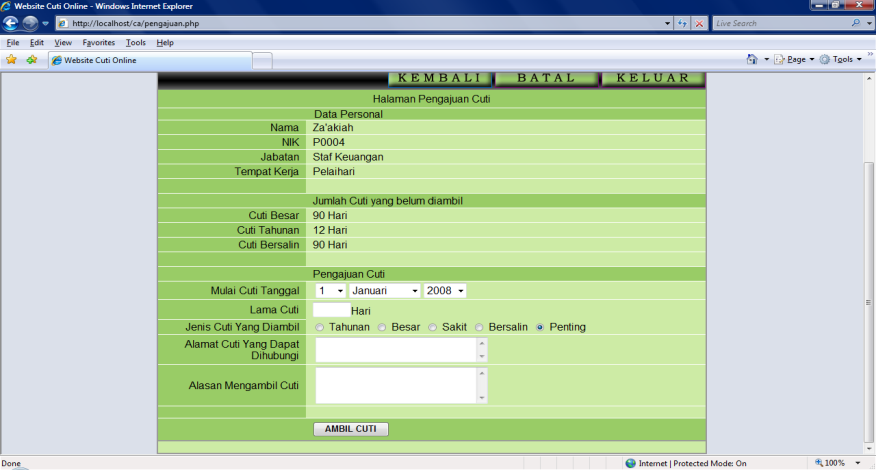 Website Cuti Online - Windows Internet Explorer
http://localhost/ca/pengajuan.php
Live Search
File Edit View Favorites Tools Help
Website Cuti Online
Page Tools
KEMBALI BATAL KELUAR
Halaman Pengajuan Cuti
Data Personal
Nama Za'akiah
NIK P0004
Jabatan Staf Keuangan
Tempat Kerja Pelaihari
Jumlah Cuti yang belum diambil
Cuti Besar 90 Hari
Cuti Tahunan 12 Hari
Cuti Bersalin 90 Hari
Pengajuan Cuti
Mulai Cuti Tanggal 1 Januari 2008
Lama Cuti Hari
Jenis Cuti Yang Diambil Tahunan Besar Sakit Bersalin Penting
Alamat Cuti Yang Dapat
Dihubungi
Alasan Mengambil Cuti
AMBIL CUTI
Done
Internet | Protected Mode: On
100%